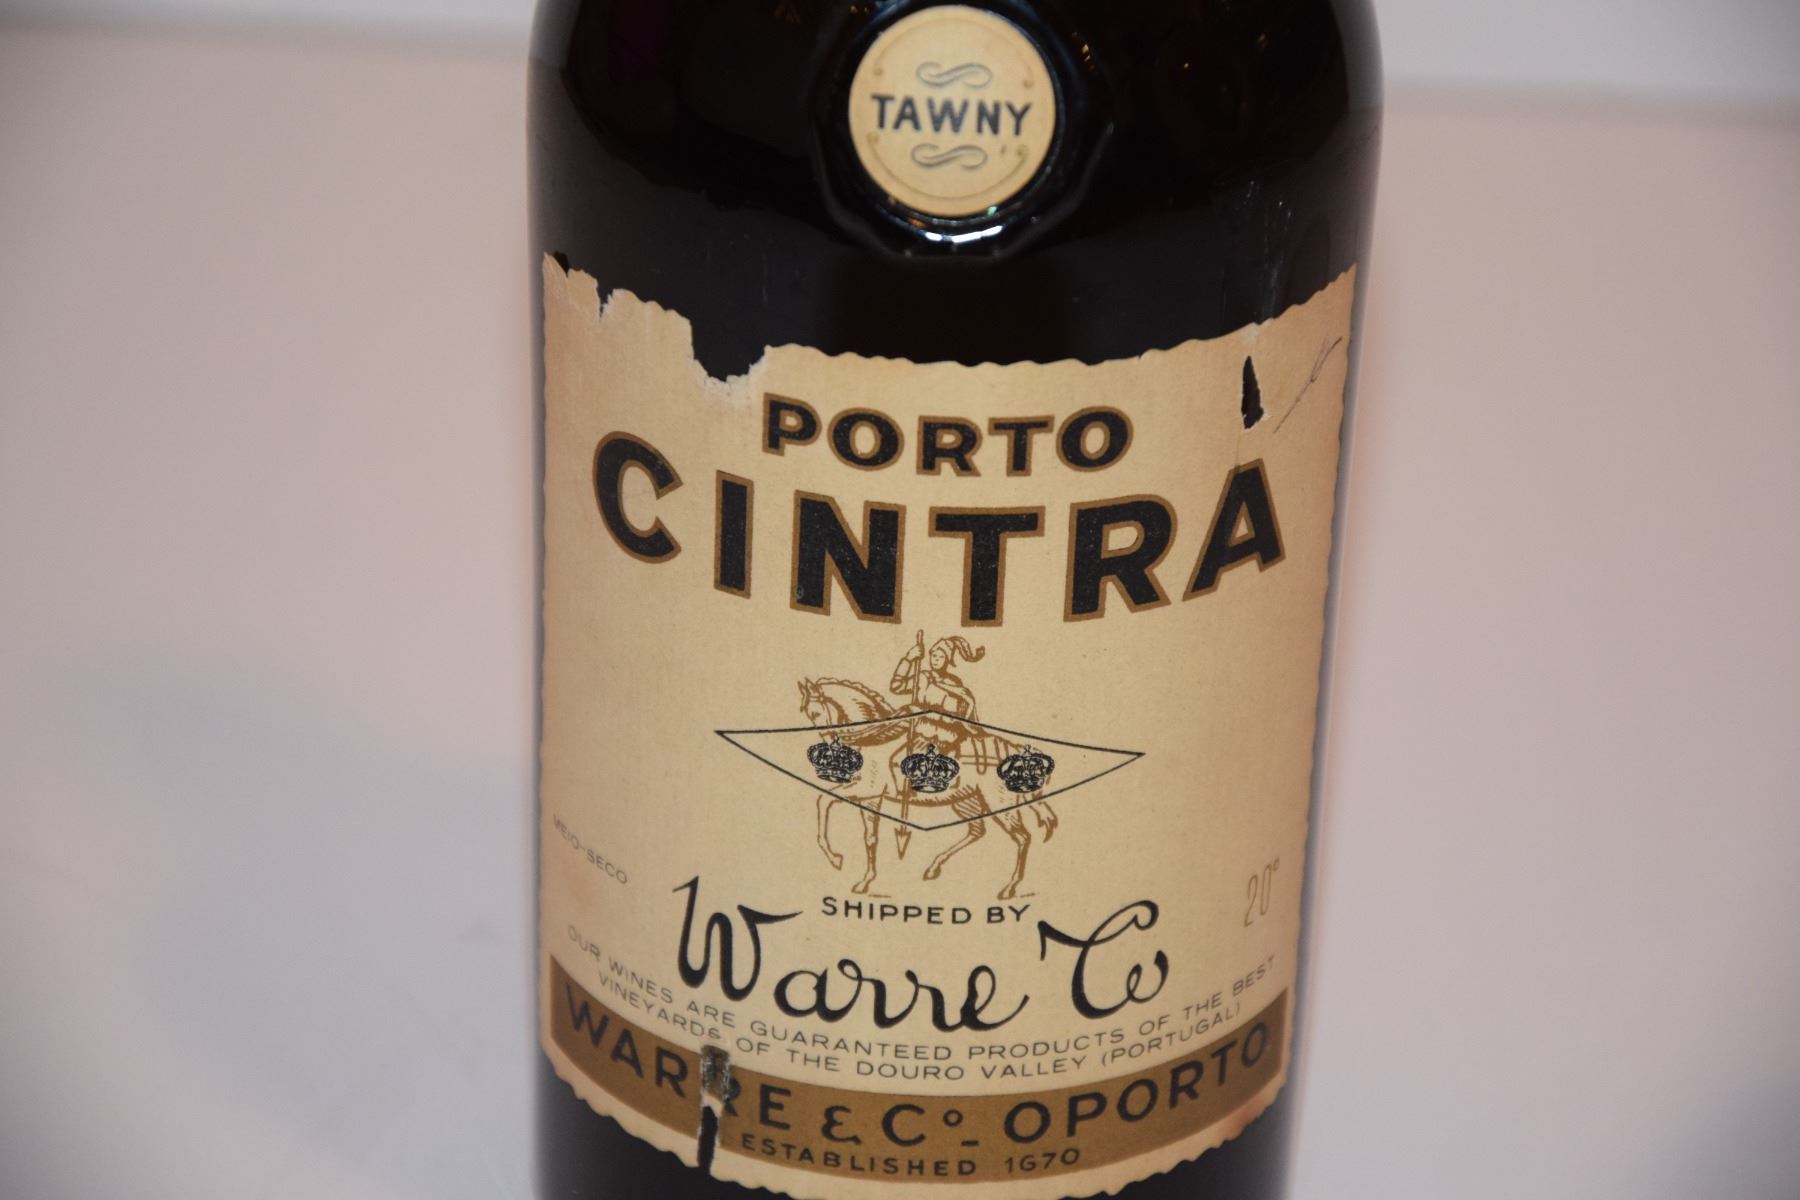 TAWNY
PORTO
CINTRA
MEIO-SECO
20°
SHIPPED BY
Warre & Co
OUR WINES ARE GUARANTEED PRODUCTS OF THE BEST
VINEYARDS OF THE DOURO VALLEY (PORTUGAL)
WARRE & Cº_ OPORTO
ESTABLISHED 1670